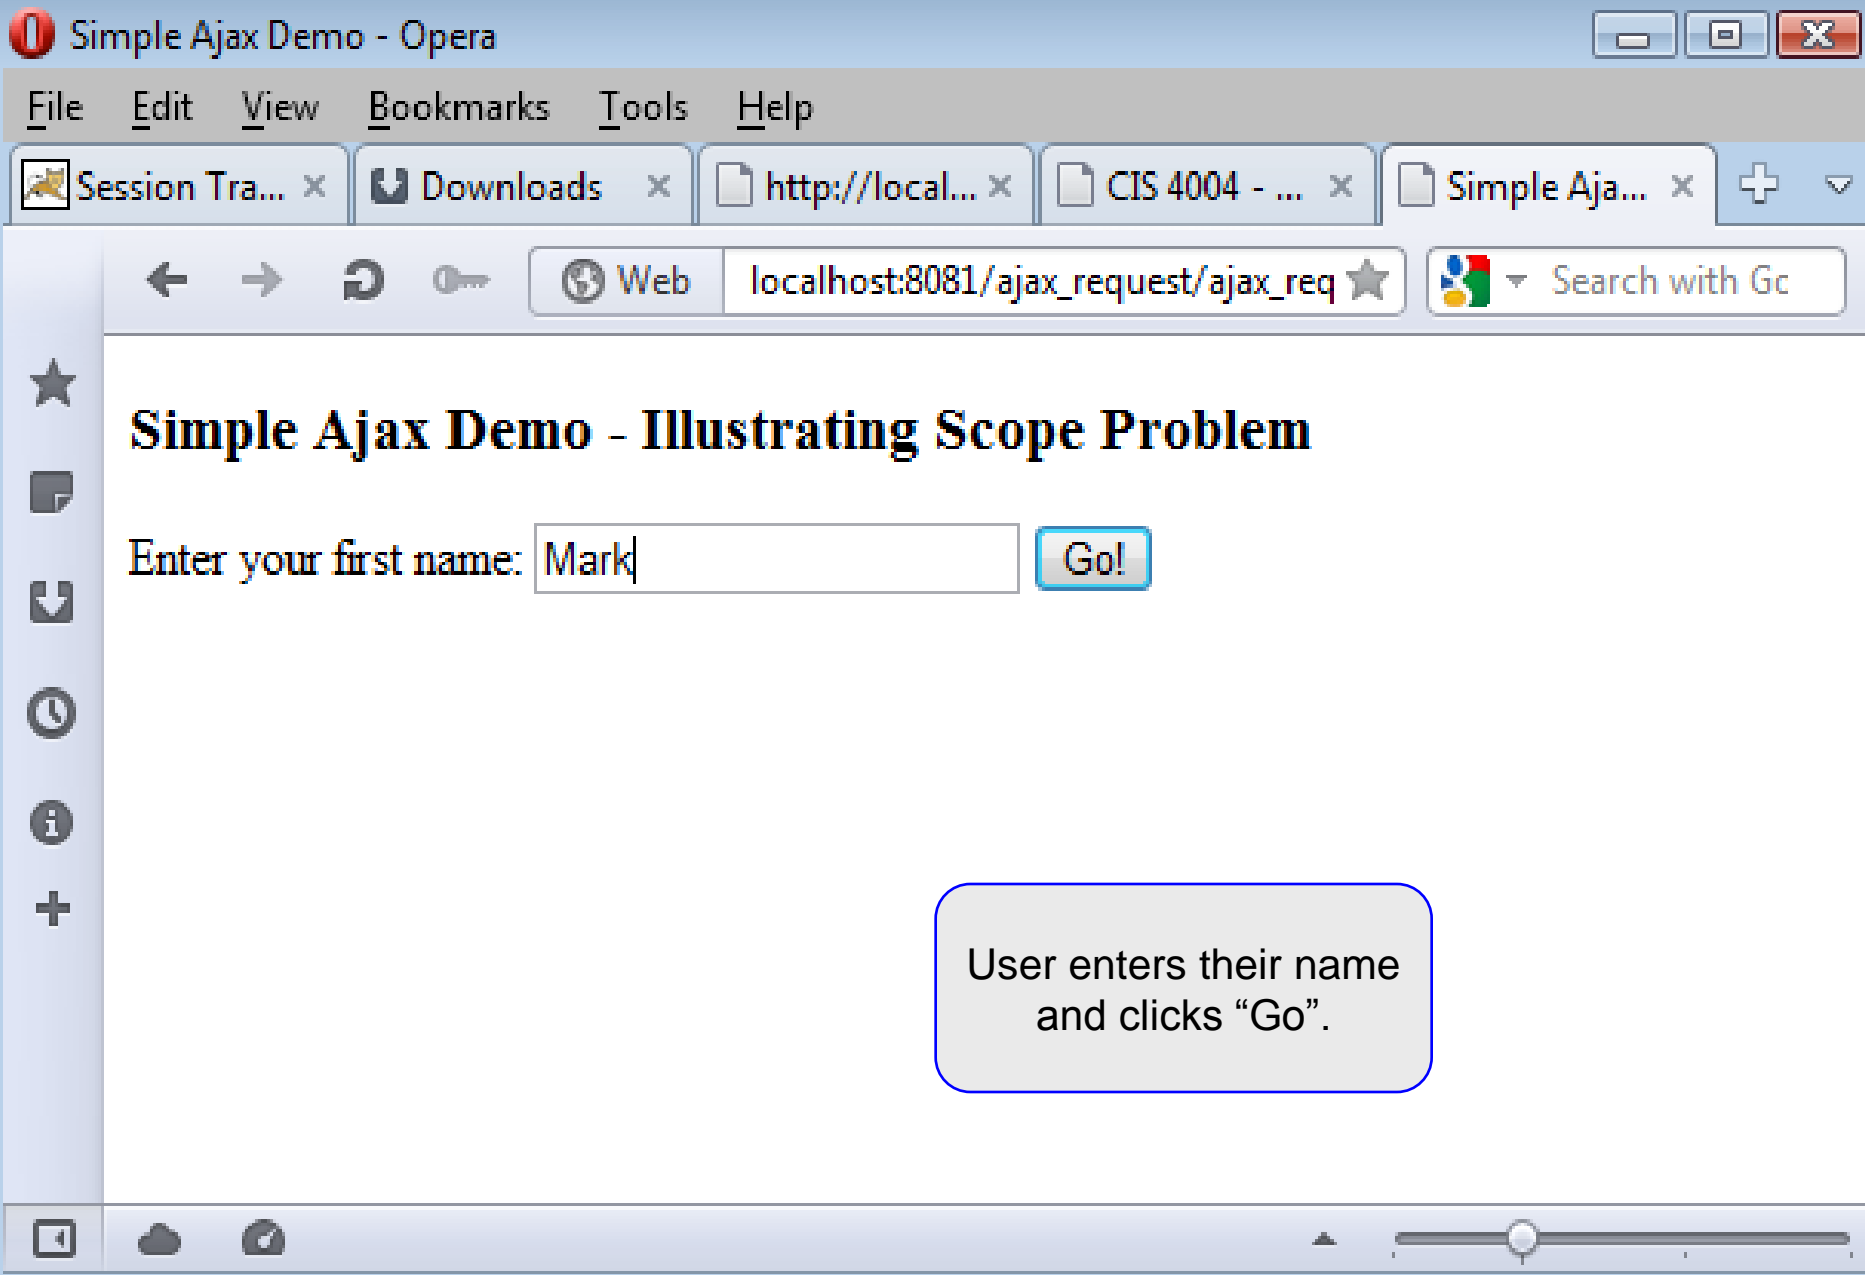 Simple Ajax Demo - Opera
File Edit View Bookmarks Tools Help
Session Tra... Downloads http://local... CIS 4004 - ... Simple Aja...
Web localhost:8081/ajax_request/ajax_req Search with Gc
Simple Ajax Demo - Illustrating Scope Problem
Enter your first name: Mark Go!
User enters their name
and clicks “Go”.